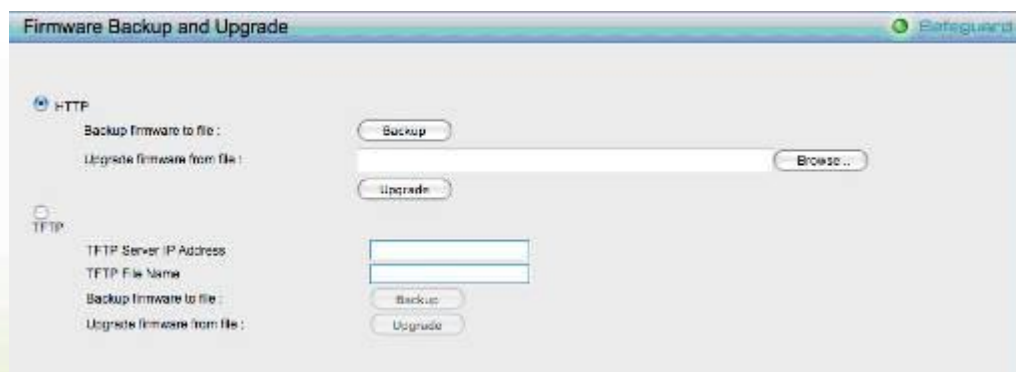 Firmware Backup and Upgrade
Safeguard
HTTP
Backup firmware to file :
Backup
Upgrade firmware from file :
Browse...
Upgrade
TFTP
TFTP Server IP Address
TFTP File Name
Backup firmware to file :
Backup
Upgrade firmware from file :
Upgrade